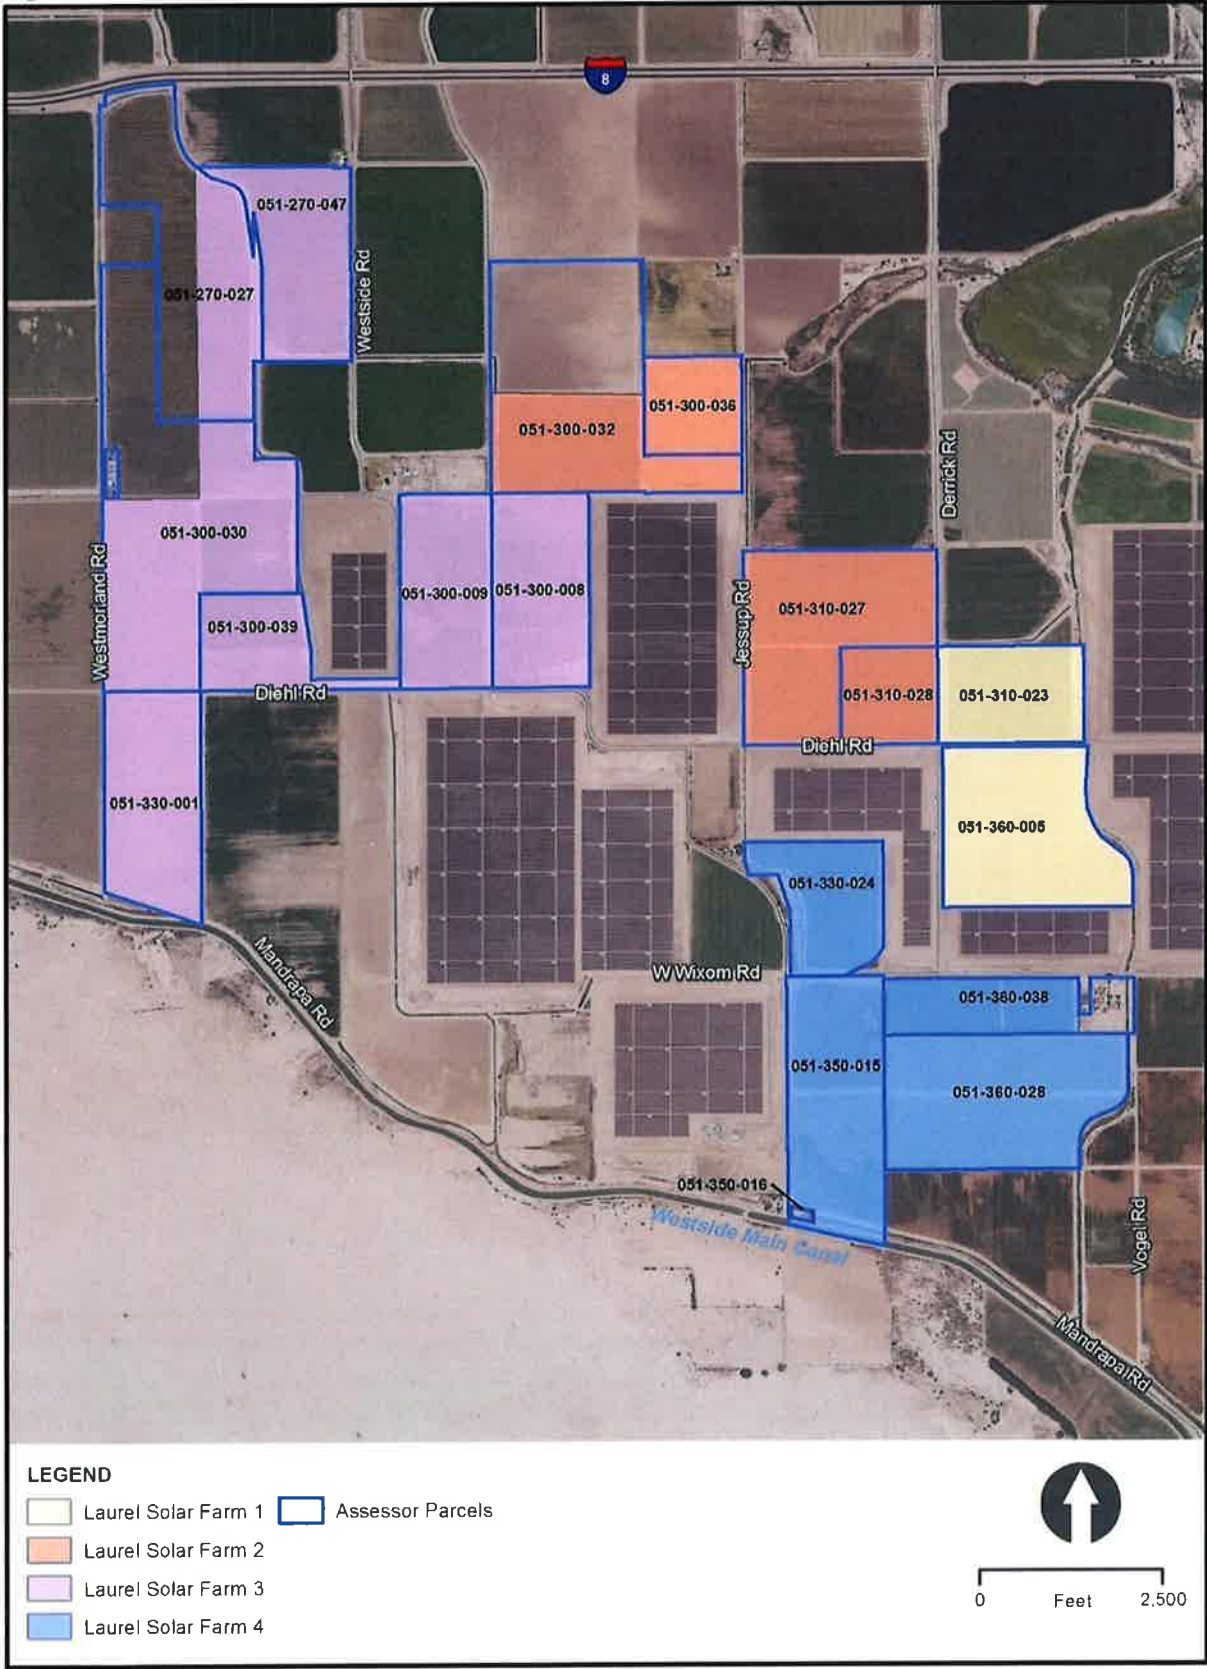 8
051-270-047
Westside Rd
051-270-027
051-300-036
051-300-032
Derrick Rd
051-300-030
Westmorland Rd
051-300-009
051-300-008
Jessup Rd
051-310-027
051-300-039
Diehl Rd
051-310-028
051-310-023
Diehl Rd
051-330-001
051-360-005
051-330-024
Mandrapa Rd
W Wixom Rd
051-360-038
051-350-015
051-360-028
051-350-016
Westside Main Canal
Vogel Rd
Mandrapa Rd
LEGEND
Laurel Solar Farm 1
Assessor Parcels
Laurel Solar Farm 2
Laurel Solar Farm 3
Laurel Solar Farm 4
0 Feet 2,500